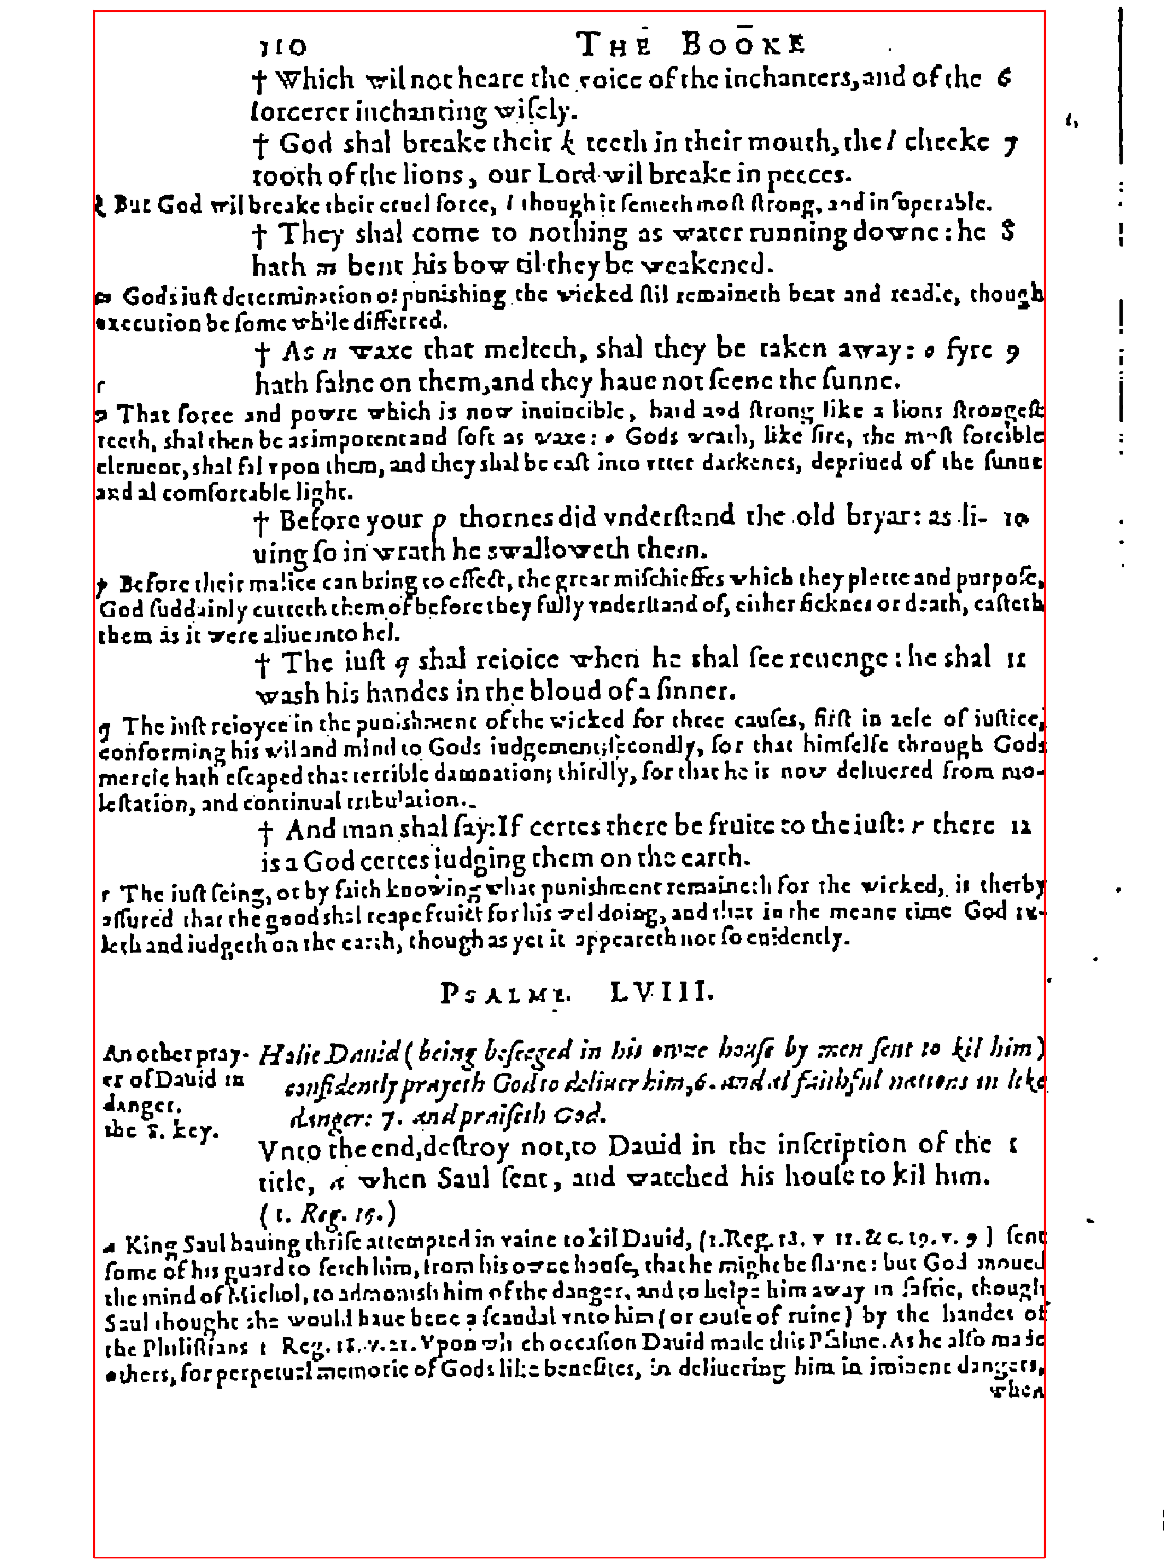 110 THE BOOKE
† Which wil not heare the voice of the inchanters, and of the 6
sorcerer inchanting wiſely.
† God shal breake their k teeth in their mouth, the l cheeke 7
tooth of the lions, our Lord wil breake in peeces.
k But God wil breake their cruel force, l though it ſemeth moſt ſtrong, and inſuperable.
† They shal come to nothing as water running downe: he 8
hath m bent his bow til they be weakened.
m Gods iuſt determination of punishing the wicked ſtil remaineth bent and readie, though
execution be ſome while differred.
† As n waxe that melteth, shal they be taken away: o fyre 9
hath falne on them, and they haue not ſeene the ſunne.
n That force and powre which is now inuincible, hard and ſtrong like a lions ſtrongeſt
teeth, shal then be as impotent and ſoft as waxe: o Gods wrath, like fire, the moſt forcible
element, shal fal vpon them, and they shal be caſt into vtter darkenes, depriued of the ſunne
and al comfortable light.
† Before your p thornes did vnderſtand the old bryar: as li- 10
uing ſo in wrath he swalloweth them.
p Before their malice can bring to effect, the great miſchieffes which they plotte and purpoſe,
God ſuddainly cutteth them of before they fully vnderſtand of, either ſicknes or death, caſteth
them as it were aliue into hel.
† The iuſt q shal reioice when he shal ſee reuenge: he shal 11
wash his handes in the bloud of a ſinner.
q The iuſt reioyce in the punishment of the wicked for three cauſes, firſt in zele of iuſtice,
conforming his wil and mind to Gods iudgement; ſecondly, for that himſelfe through Gods
mercie hath eſcaped that terrible damnation; thirdly, for that he is now deliuered from mo-
leſtation, and continual tribulation.
† And man shal ſay: If certes there be fruite to the iuſt: r there 12
is a God certes iudging them on the earth.
r The iuſt ſeing, or by faith knowing what punishment remaineth for the wicked, is therby
aſſured that the good shal reape fruict for his wel doing, and that in the meane time God ru-
leth and iudgeth on the earth, though as yet it appeareth not ſo euidently.
PSALME. LVIII.
An other pray-
er of Dauid in
danger.
the 8. key.
Holie Dauid (being beſeeged in his owne houſe by men ſent to kil him)
confidently prayeth God to deliuer him, 6. and al faithful nations in like
danger: 7. and praiſeth God.
Vnto the end, deſtroy not, to Dauid in the inſcription of the 1
title, a when Saul ſent, and watched his houſe to kil him.
(1. Reg. 19.)
a King Saul hauing thriſe attempted in vaine to kil Dauid, (1. Reg. 18. v 11. & c. 19. v. 9) ſent
ſome of his guard to fetch him, from his owne houſe, that he might be ſlaine: but God moued
the mind of Michol, to admonish him of the danger, and to helpe him away in ſafetie, though
Saul thought she would haue bene a ſcandal vnto him (or cauſe of ruine) by the handes of
the Philiſtians 1 Reg. 18. v. 21. Vpon which occaſion Dauid made this Pſalme. As he alſo made
others, for perpetual memorie of Gods like benefites, in deliuering him in iminent dangers,
when